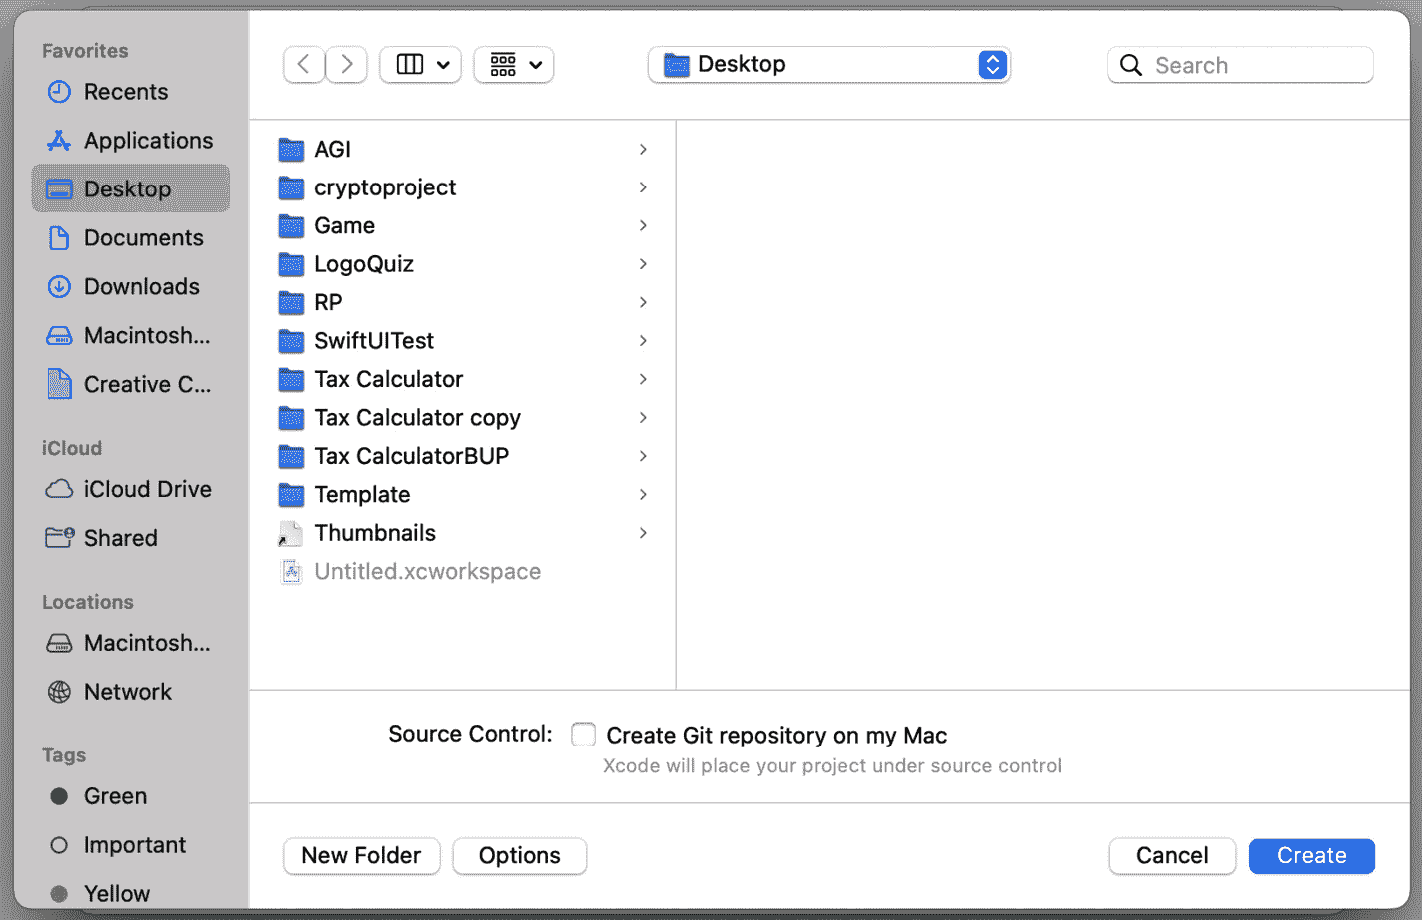 Favorites
Recents
Applications
Desktop
Documents
Downloads
Macintosh...
Creative C...
iCloud
iCloud Drive
Shared
Locations
Macintosh...
Network
Tags
Green
Important
Yellow
Desktop
Search
AGI
cryptoproject
Game
LogoQuiz
RP
SwiftUITest
Tax Calculator
Tax Calculator copy
Tax CalculatorBUP
Template
Thumbnails
Untitled.xcworkspace
Source Control: Create Git repository on my Mac
Xcode will place your project under source control
New Folder Options Cancel Create